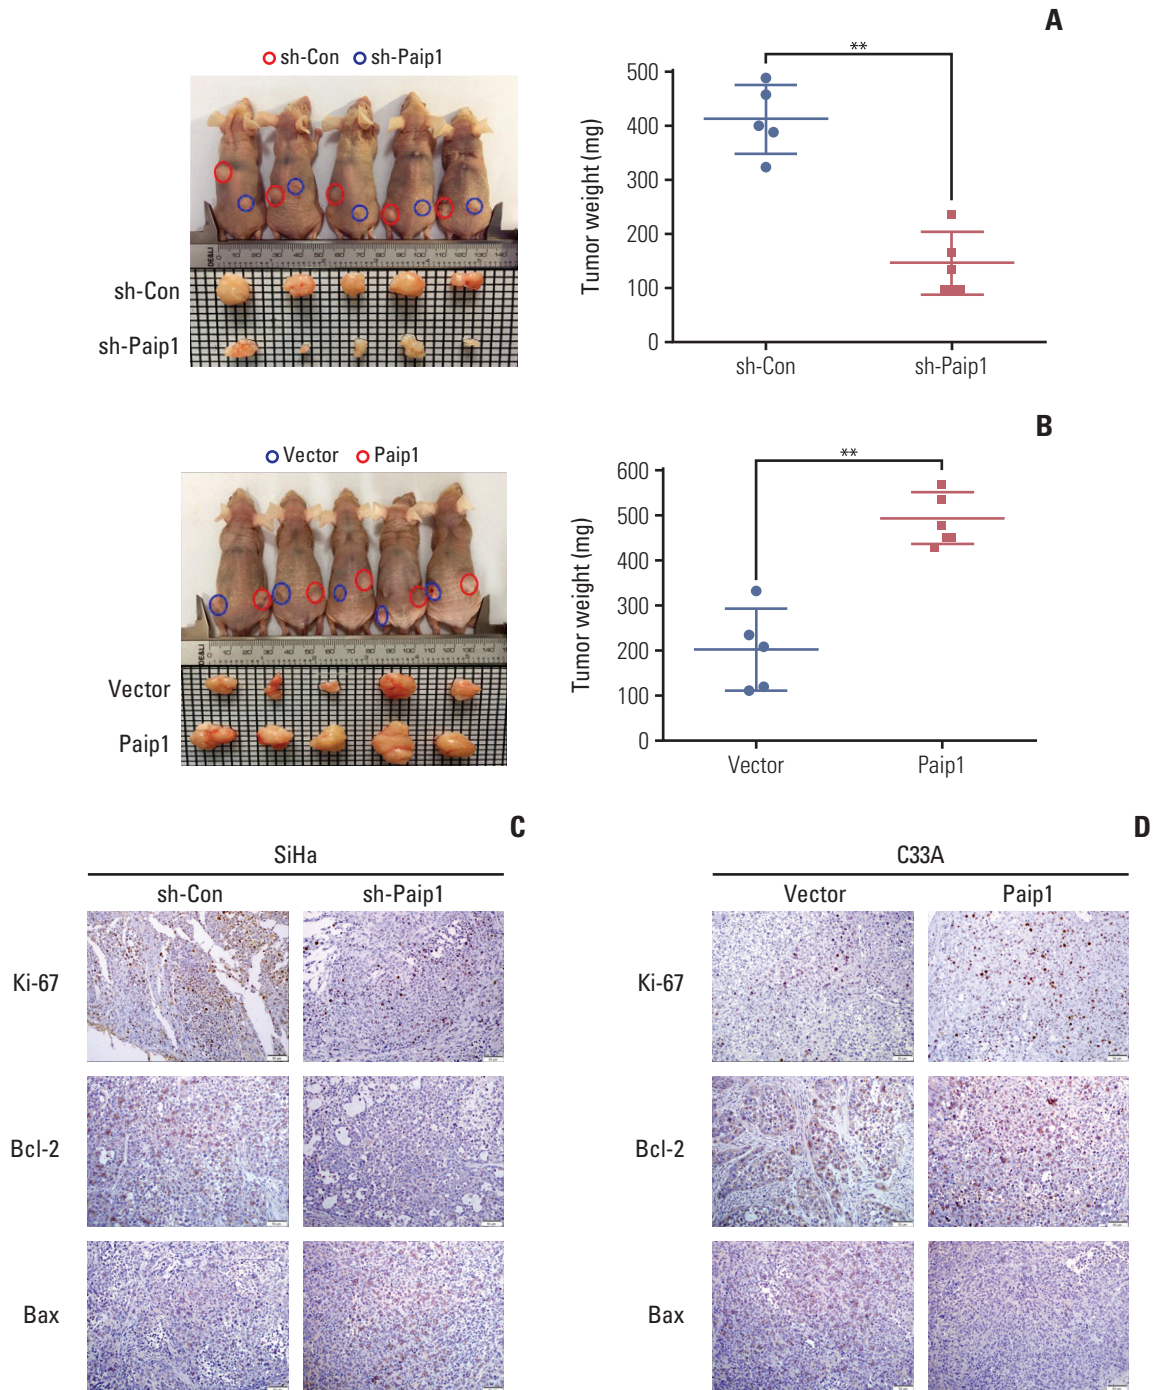 A
sh-Con sh-Paip1
sh-Con
sh-Paip1
Tumor weight (mg)
500
400
300
200
100
0
**
sh-Con sh-Paip1
B
Vector Paip1
Vector
Paip1
Tumor weight (mg)
600
500
400
300
200
100
0
**
Vector Paip1
C
SiHa
sh-Con sh-Paip1
Ki-67
Bcl-2
Bax
D
C33A
Vector Paip1
Ki-67
Bcl-2
Bax